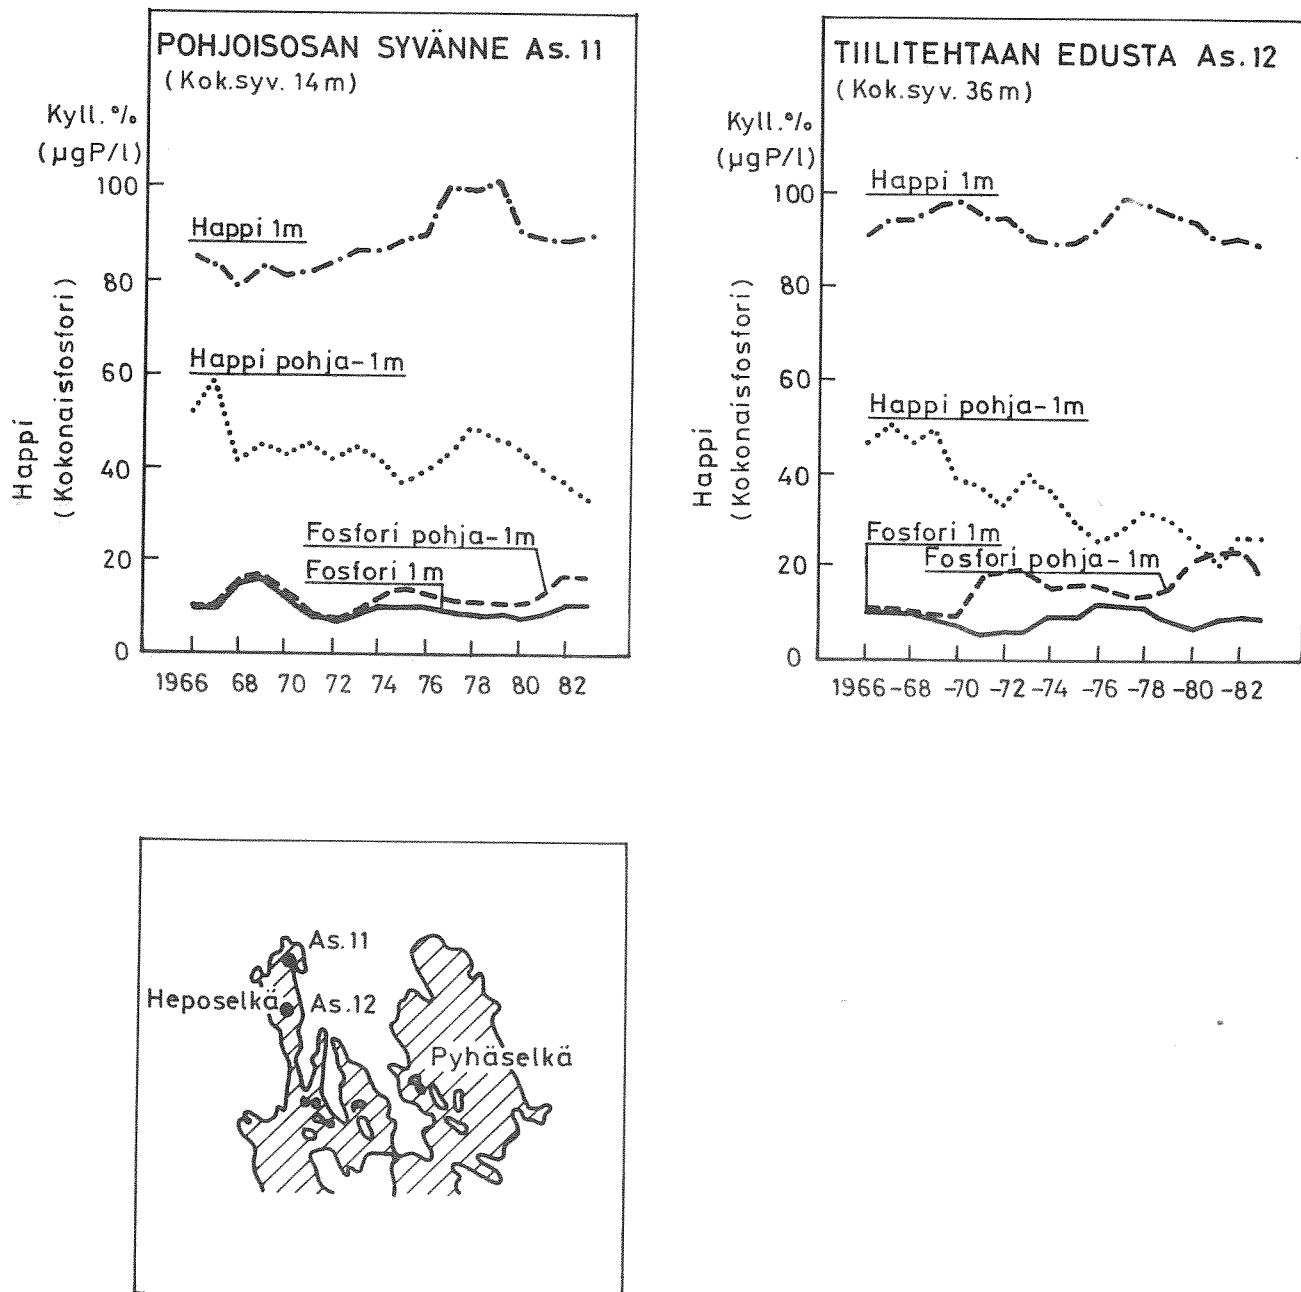 POHJOISOSAN SYVÄNNE As. 11
(Kok.syv. 14 m)
Kyll.%
(µgP/l)
100
80
60
40
20
0
Happi
(Kokonaisfosfori)
Happi 1m
Happi pohja-1m
Fosfori pohja-1m
Fosfori 1m
1966 68 70 72 74 76 78 80 82
TIILITEHTAAN EDUSTA As. 12
(Kok.syv. 36 m)
Kyll.%
(µgP/l)
100
80
60
40
20
0
Happi
(Kokonaisfosfori)
Happi 1m
Happi pohja-1m
Fosfori 1m
Fosfori pohja-1m
1966 -68 -70 -72 -74 -76 -78 -80 -82
As. 11
Heposelkä
As. 12
Pyhäselkä